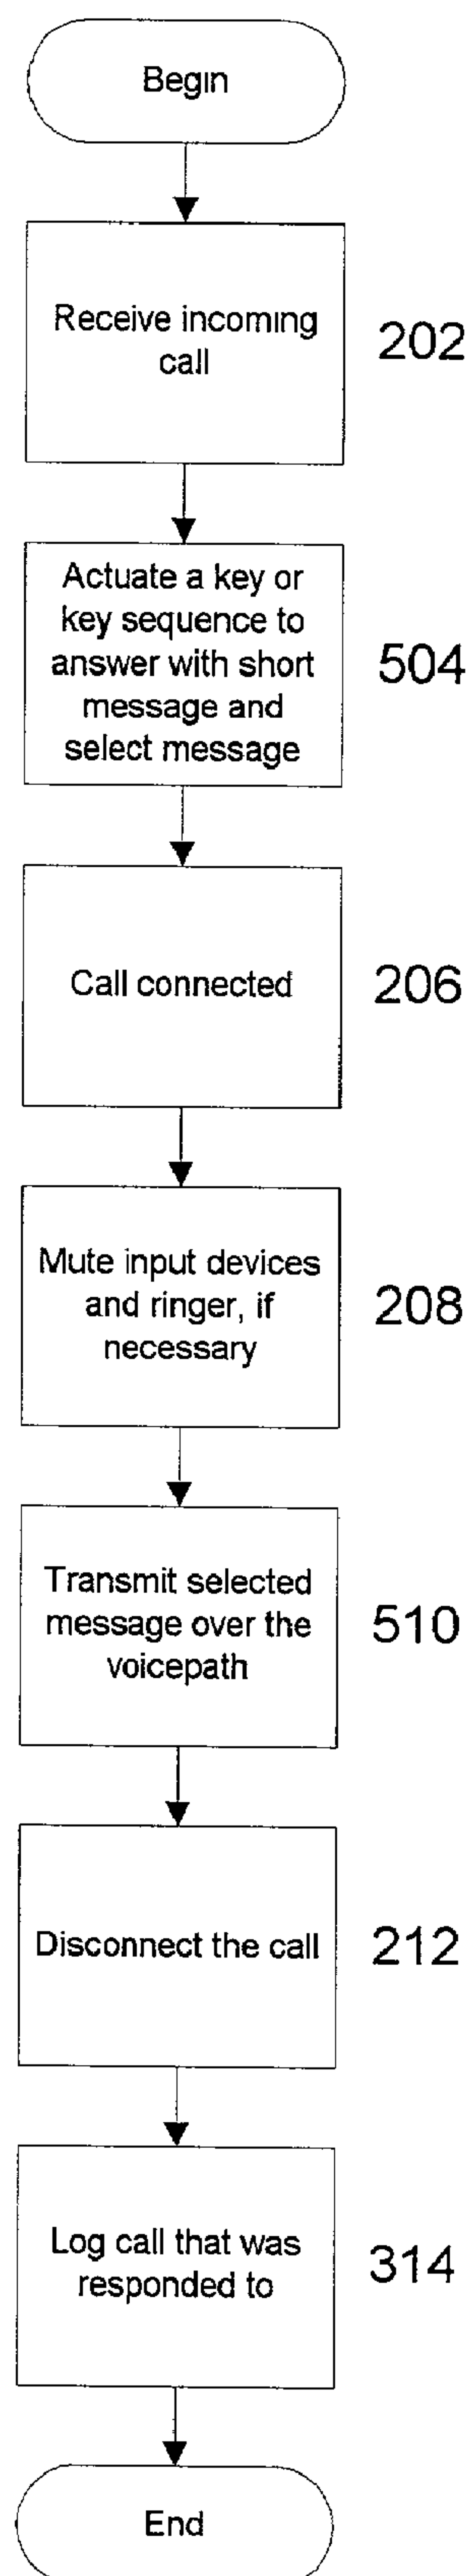 Begin
Receive incoming
call
202
Actuate a key or
key sequence to
answer with short
message and
select message
504
Call connected
206
Mute input devices
and ringer, if
necessary
208
Transmit selected
message over the
voicepath
510
Disconnect the call
212
Log call that was
responded to
314
End